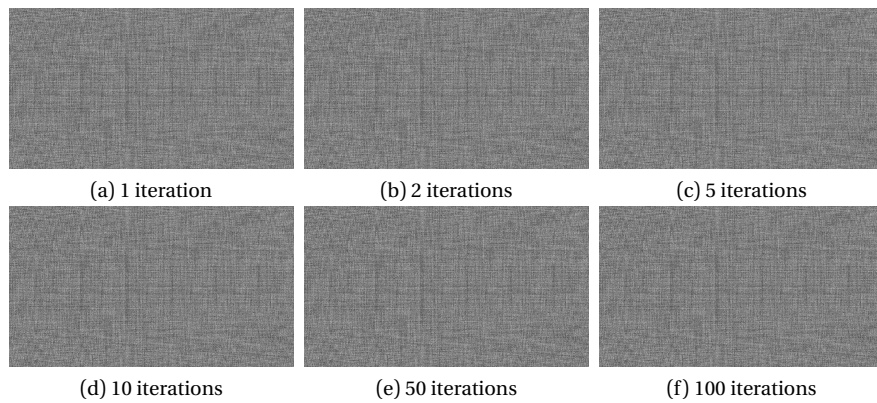 (a) 1 iteration
(b) 2 iterations
(c) 5 iterations
(d) 10 iterations
(e) 50 iterations
(f) 100 iterations